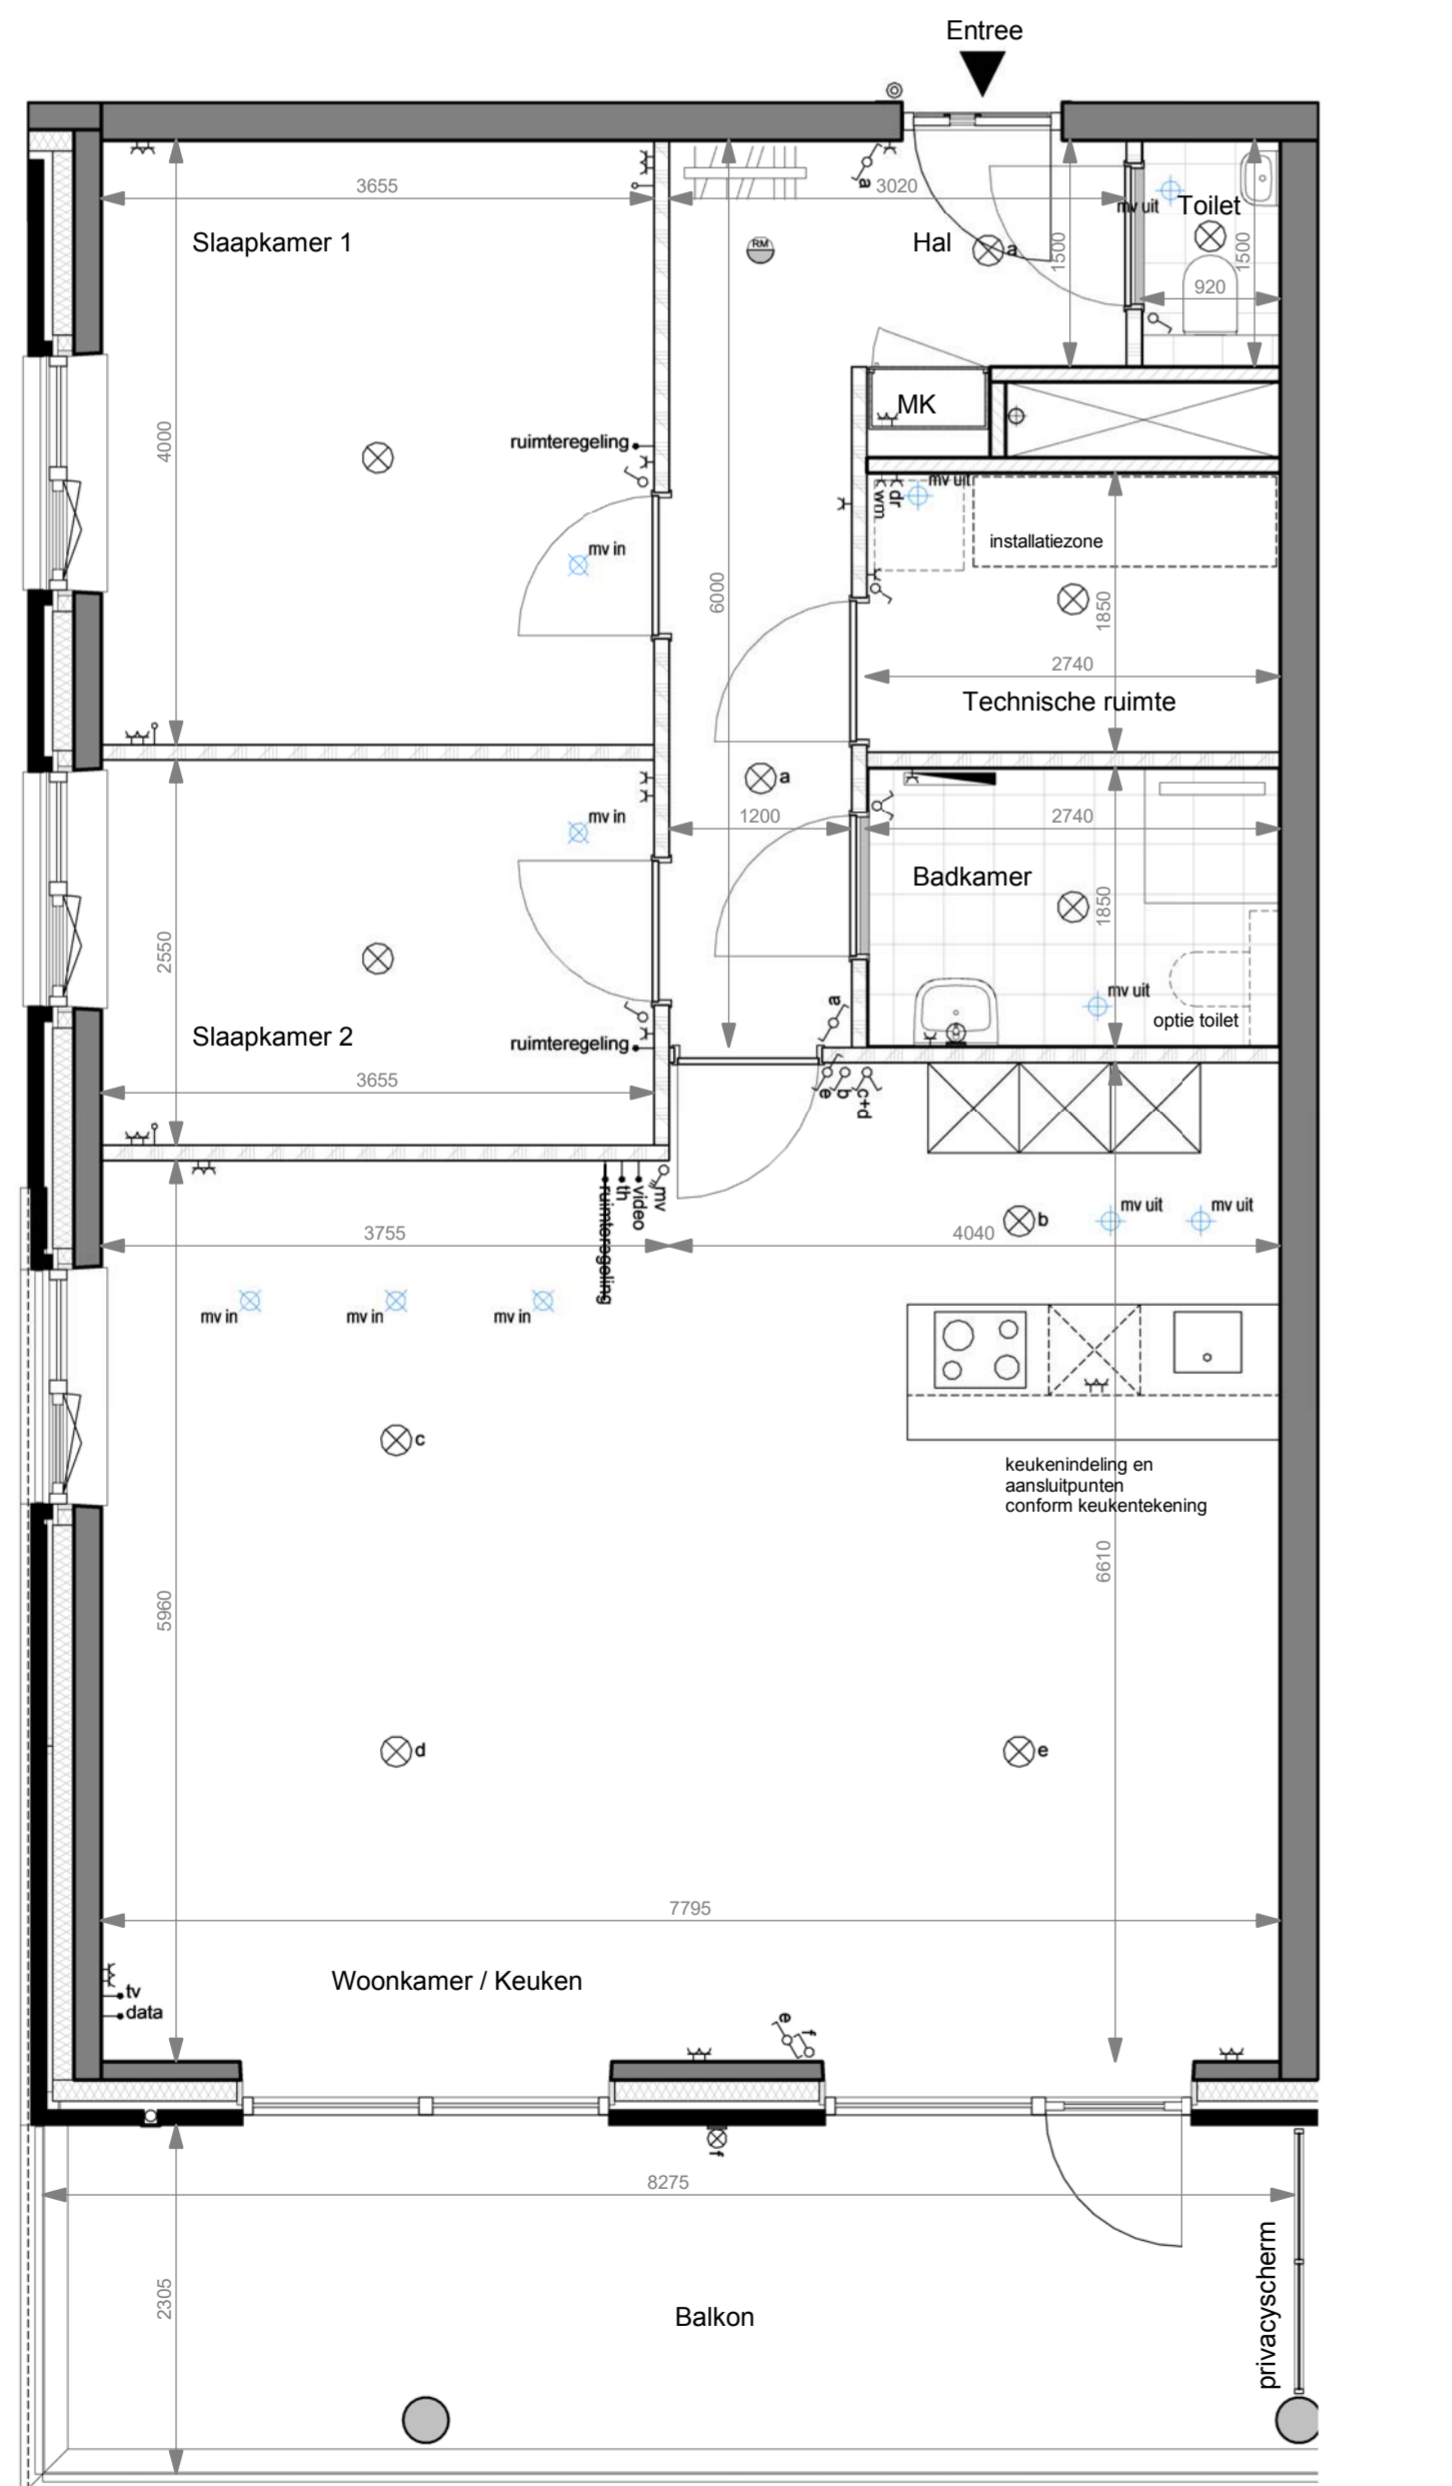 Entree
a
3655
3020
mv uit
Toilet
Slaapkamer 1
RM
Hal
a
1500
1500
920
MK
4000
ruimteregeling
mv uit
wm
dr
installatiezone
mv in
6000
1850
2740
Technische ruimte
a
mv in
1200
2740
Badkamer
1850
2550
mv uit
a
optie toilet
Slaapkamer 2
ruimteregeling
3655
e
b
c+d
ruimteregeling
th
video
mv
b
mv uit
mv uit
3755
4040
mv in
mv in
mv in
c
keukenindeling en
aansluitpunten
conform keukentekening
6610
5960
d
e
7795
Woonkamer / Keuken
tv
data
e
f
f
8275
privacyscherm
2305
Balkon